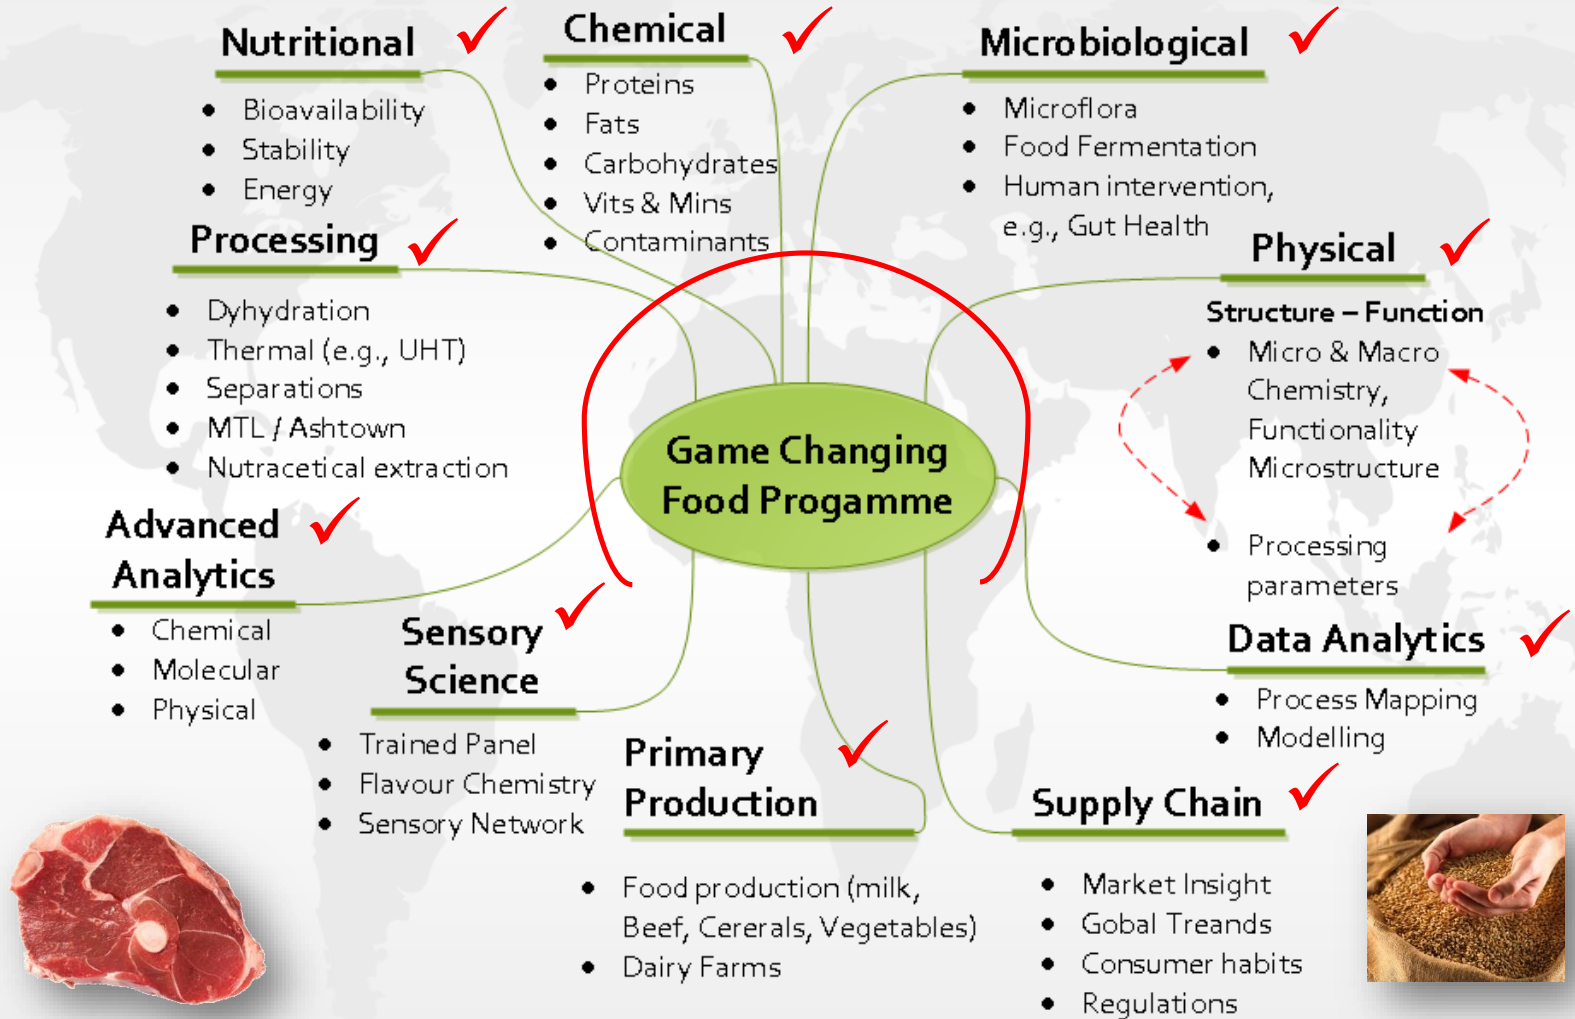 Nutritional
• Bioavailability
• Stability
• Energy
Chemical
• Proteins
• Fats
• Carbohydrates
• Vits & Mins
• Contaminants
Microbiological
• Microflora
• Food Fermentation
• Human intervention,
e.g., Gut Health
Processing
• Dyhydration
• Thermal (e.g., UHT)
• Separations
• MTL / Ashtown
• Nutracetical extraction
Physical
Structure – Function
• Micro & Macro
Chemistry,
Functionality
Microstructure
• Processing
parameters
Game Changing
Food Progamme
Advanced
Analytics
• Chemical
• Molecular
• Physical
Sensory
Science
• Trained Panel
• Flavour Chemistry
• Sensory Network
Data Analytics
• Process Mapping
• Modelling
Primary
Production
• Food production (milk,
Beef, Cererals, Vegetables)
• Dairy Farms
Supply Chain
• Market Insight
• Gobal Treands
• Consumer habits
• Regulations